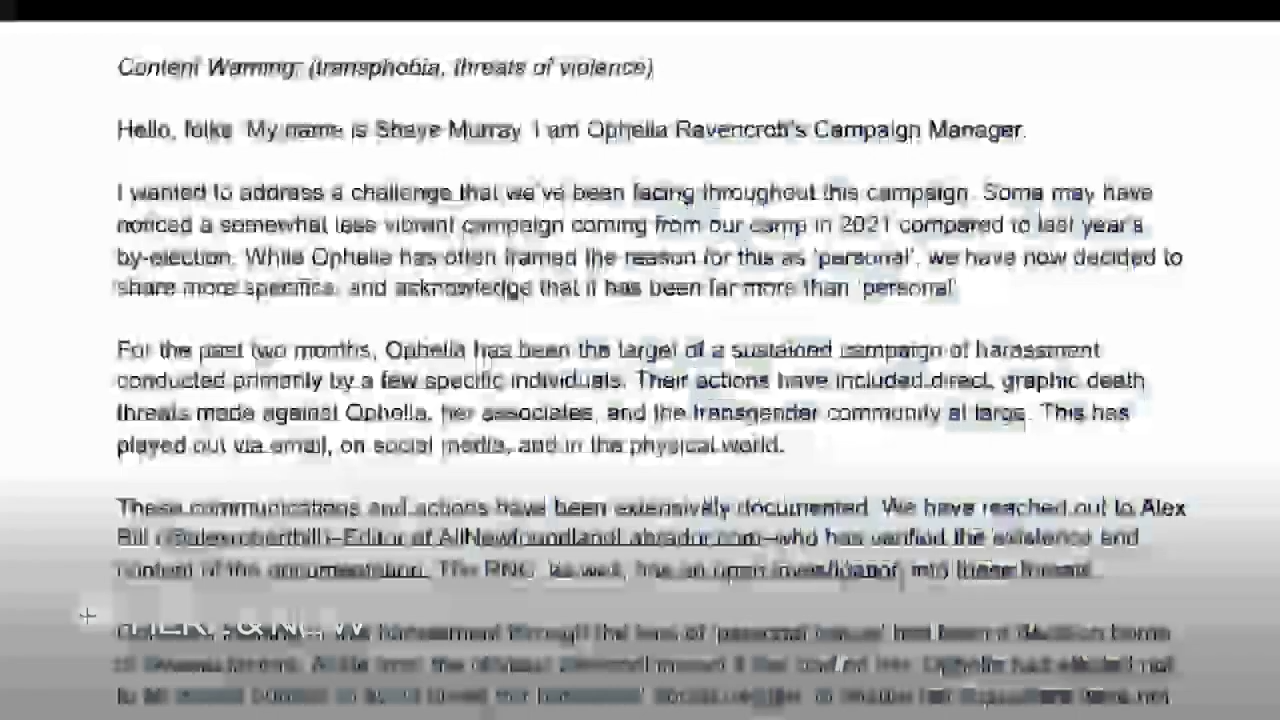 Content Warning: (transphobia, threats of violence)
Hello, folks. My name is Shaye Murray. I am Ophelia Ravencroft's Campaign Manager.
I wanted to address a challenge that we've been facing throughout this campaign. Some may have
noticed a somewhat less vibrant campaign coming from our camp in 2021 compared to last year's
by-election. While Ophelia has often framed the reason for this as 'personal', we have now decided to
share more specifics, and acknowledge that it has been far more than 'personal'.
For the past two months, Ophelia has been the target of a sustained campaign of harassment
conducted primarily by a few specific individuals. Their actions have included direct, graphic death
threats made against Ophelia, her associates, and the transgender community at large. This has
played out via email, on social media, and in the physical world.
These communications and actions have been extensively documented. We have reached out to Alex
Bill (@alexroberthill)–Editor of AllNewfoundlandLabrador.com–who has verified the existence and
content of the documentation. The RNC, as well, has an open investigation into these threats.
HERE & NOW